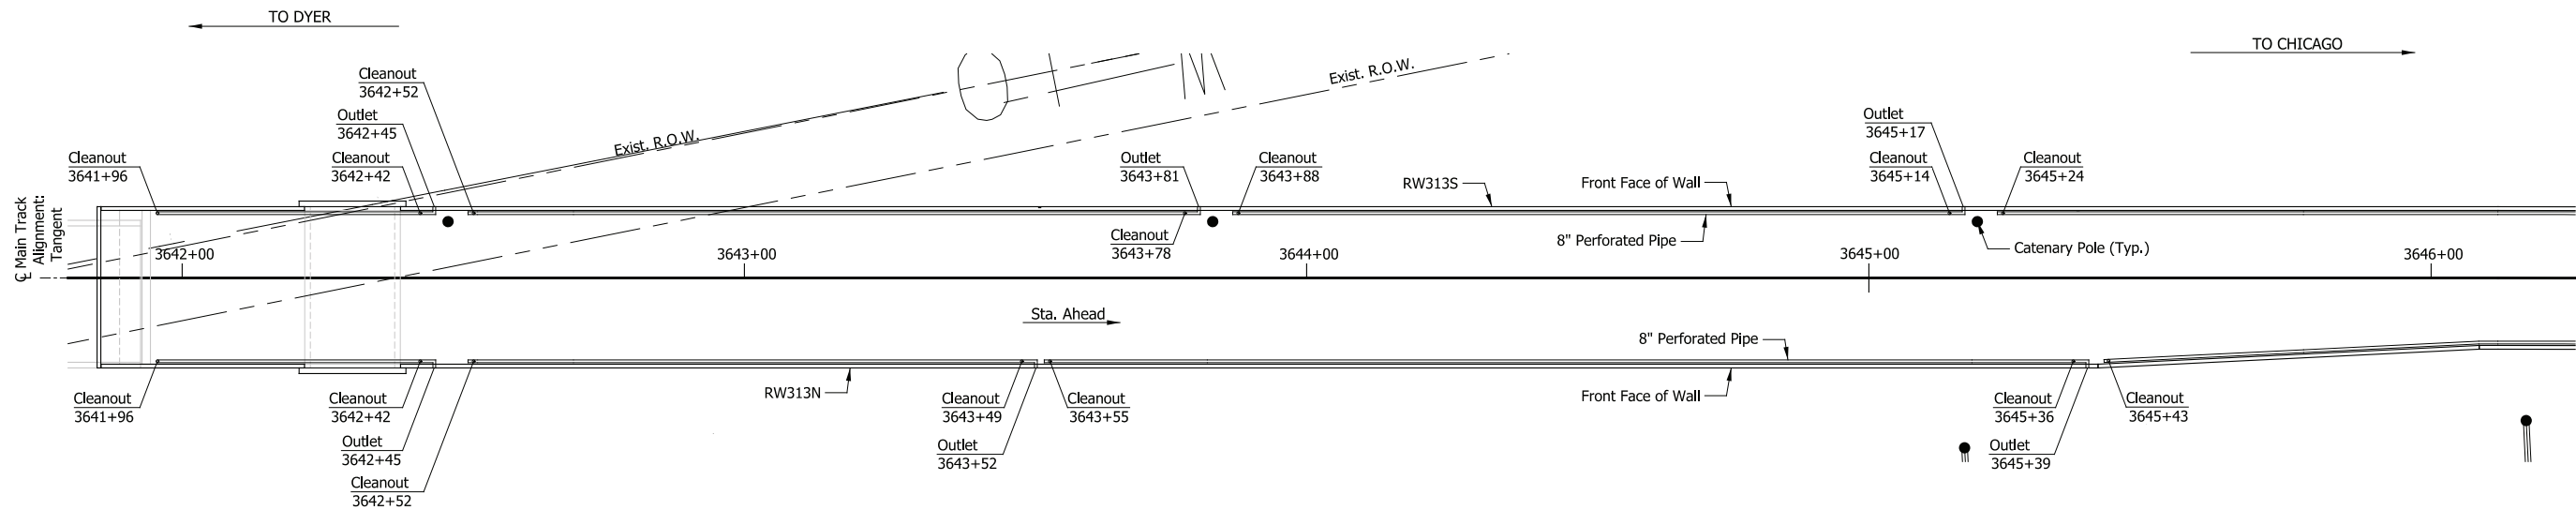 TO DYER
TO CHICAGO
Cleanout
3642+52
Exist. R.O.W.
Outlet
3642+45
Exist. R.O.W.
Outlet
3645+17
Cleanout
3641+96
Cleanout
3642+42
Outlet
3643+81
Cleanout
3643+88
Cleanout
3645+14
Cleanout
3645+24
RW313S
Front Face of Wall
℄ Main Track
Alignment:
Tangent
Cleanout
3643+78
8" Perforated Pipe
Catenary Pole (Typ.)
3642+00
3643+00
3644+00
3645+00
3646+00
Sta. Ahead
8" Perforated Pipe
RW313N
Front Face of Wall
Cleanout
3641+96
Cleanout
3642+42
Cleanout
3643+49
Cleanout
3643+55
Cleanout
3645+36
Cleanout
3645+43
Outlet
3642+45
Outlet
3643+52
Outlet
3645+39
Cleanout
3642+52